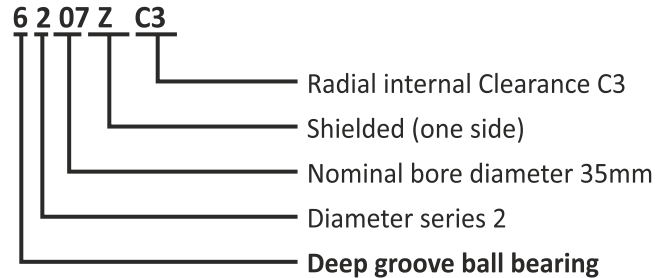 6 2 07 Z C3
Radial internal Clearance C3
Shielded (one side)
Nominal bore diameter 35mm
Diameter series 2
Deep groove ball bearing